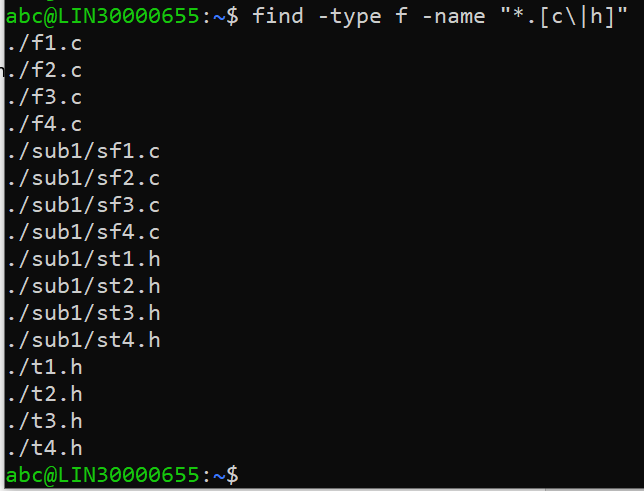 abc@LIN30000655:~$ find -type f -name "*.[c\|h]"
./f1.c
./f2.c
./f3.c
./f4.c
./sub1/sf1.c
./sub1/sf2.c
./sub1/sf3.c
./sub1/sf4.c
./sub1/st1.h
./sub1/st2.h
./sub1/st3.h
./sub1/st4.h
./t1.h
./t2.h
./t3.h
./t4.h
abc@LIN30000655:~$